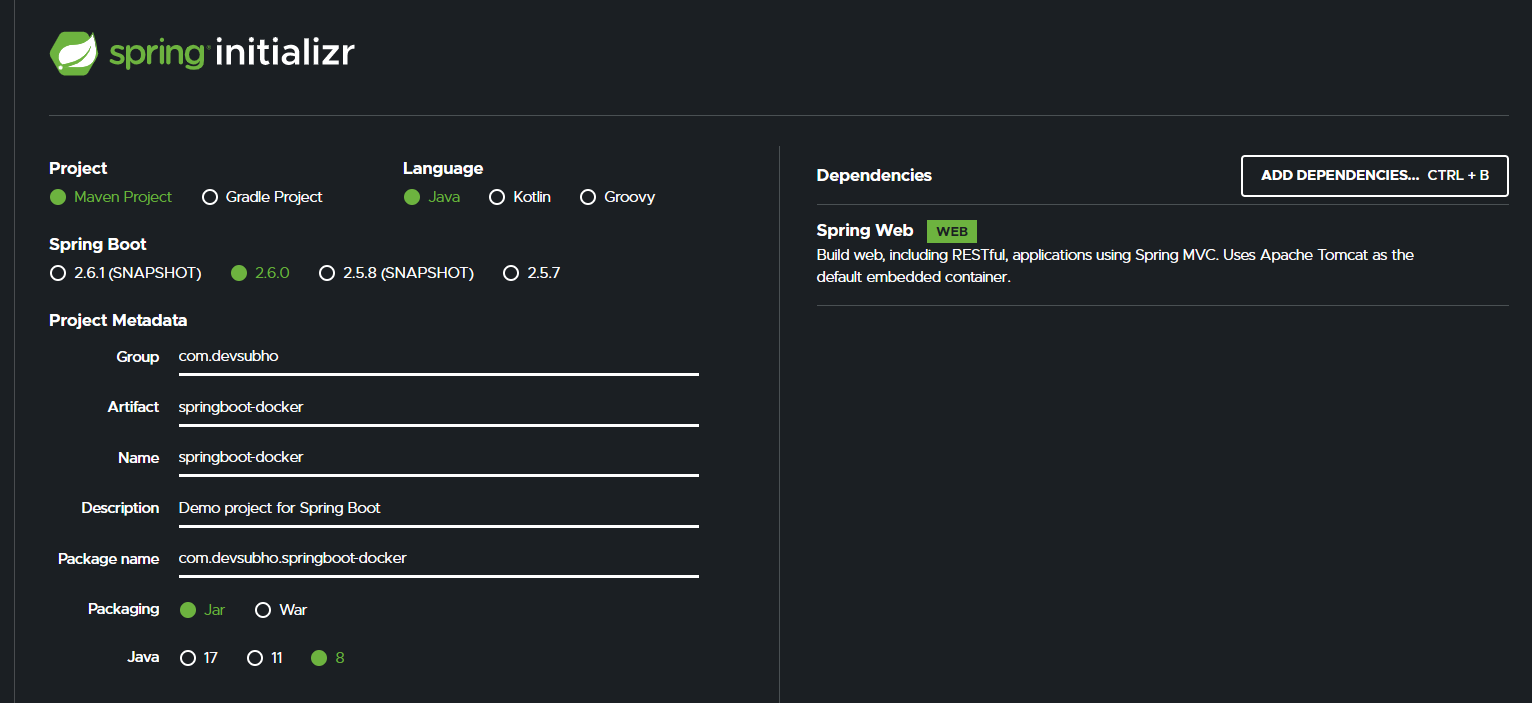 spring initializr
Project
Maven Project Gradle Project
Language
Java Kotlin Groovy
Spring Boot
2.6.1 (SNAPSHOT) 2.6.0 2.5.8 (SNAPSHOT) 2.5.7
Project Metadata
Group com.devsubho
Artifact springboot-docker
Name springboot-docker
Description Demo project for Spring Boot
Package name com.devsubho.springboot-docker
Packaging Jar War
Java 17 11 8
Dependencies
ADD DEPENDENCIES... CTRL + B
Spring Web WEB
Build web, including RESTful, applications using Spring MVC. Uses Apache Tomcat as the
default embedded container.